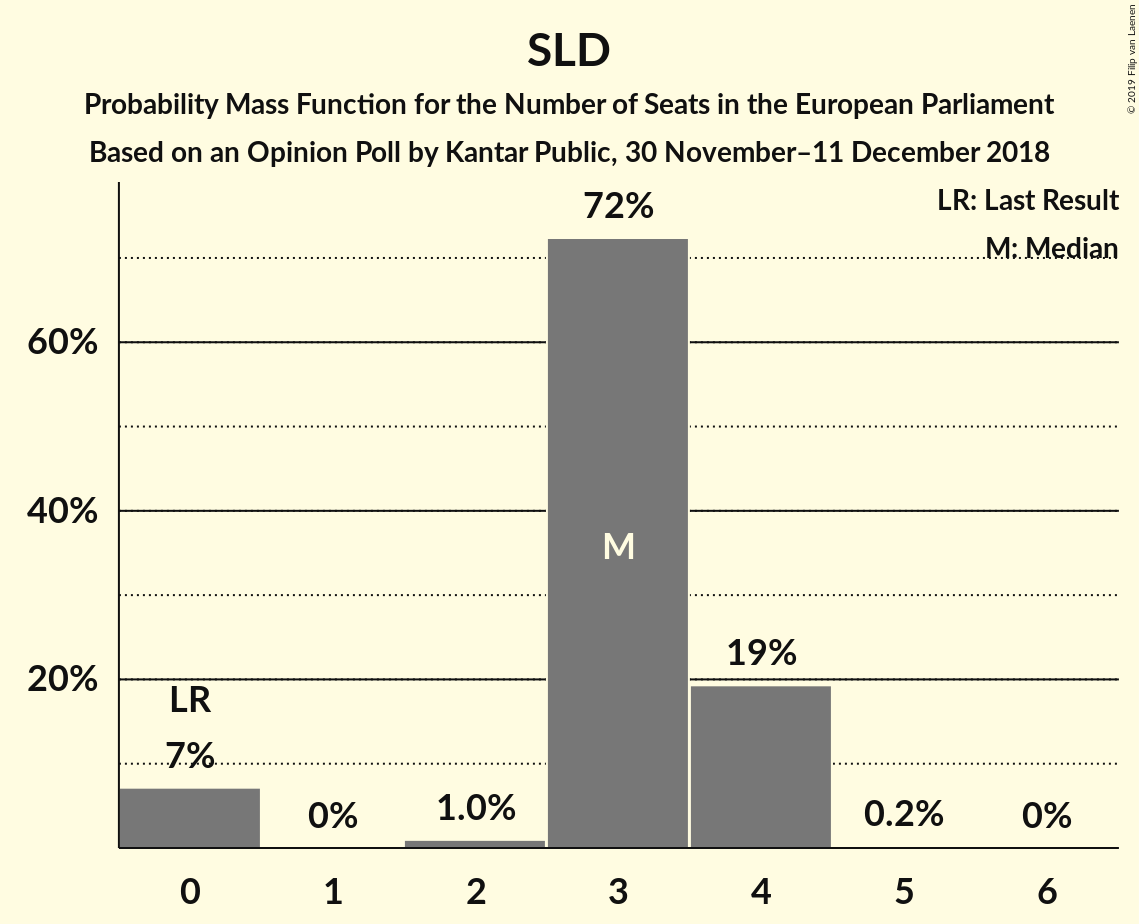 SLD
Probability Mass Function for the Number of Seats in the European Parliament
Based on an Opinion Poll by Kantar Public, 30 November–11 December 2018
© 2019 Filip van Laenen
LR: Last Result
M: Median
72%
60%
40%
M
19%
20%
LR
7%
0%
1.0%
0.2%
0%
0 1 2 3 4 5 6